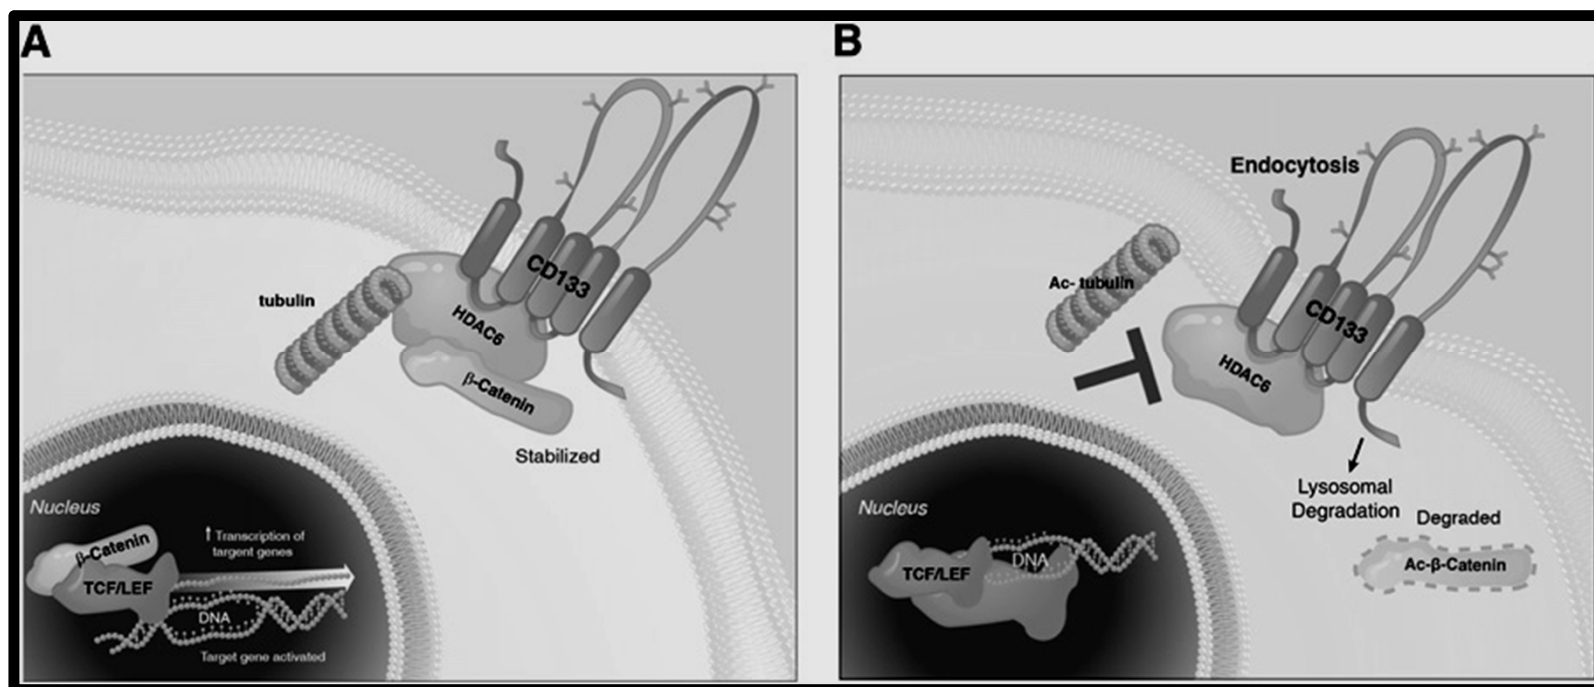 A
tubulin
CD133
HDAC6
β-Catenin
Stabilized
Nucleus
β-Catenin
TCF/LEF
↑ Transcription of
targent genes
DNA
Target gene activated
B
Endocytosis
Ac- tubulin
CD133
HDAC6
Lysosomal
Degradation
Degraded
Ac-β-Catenin
Nucleus
TCF/LEF
DNA